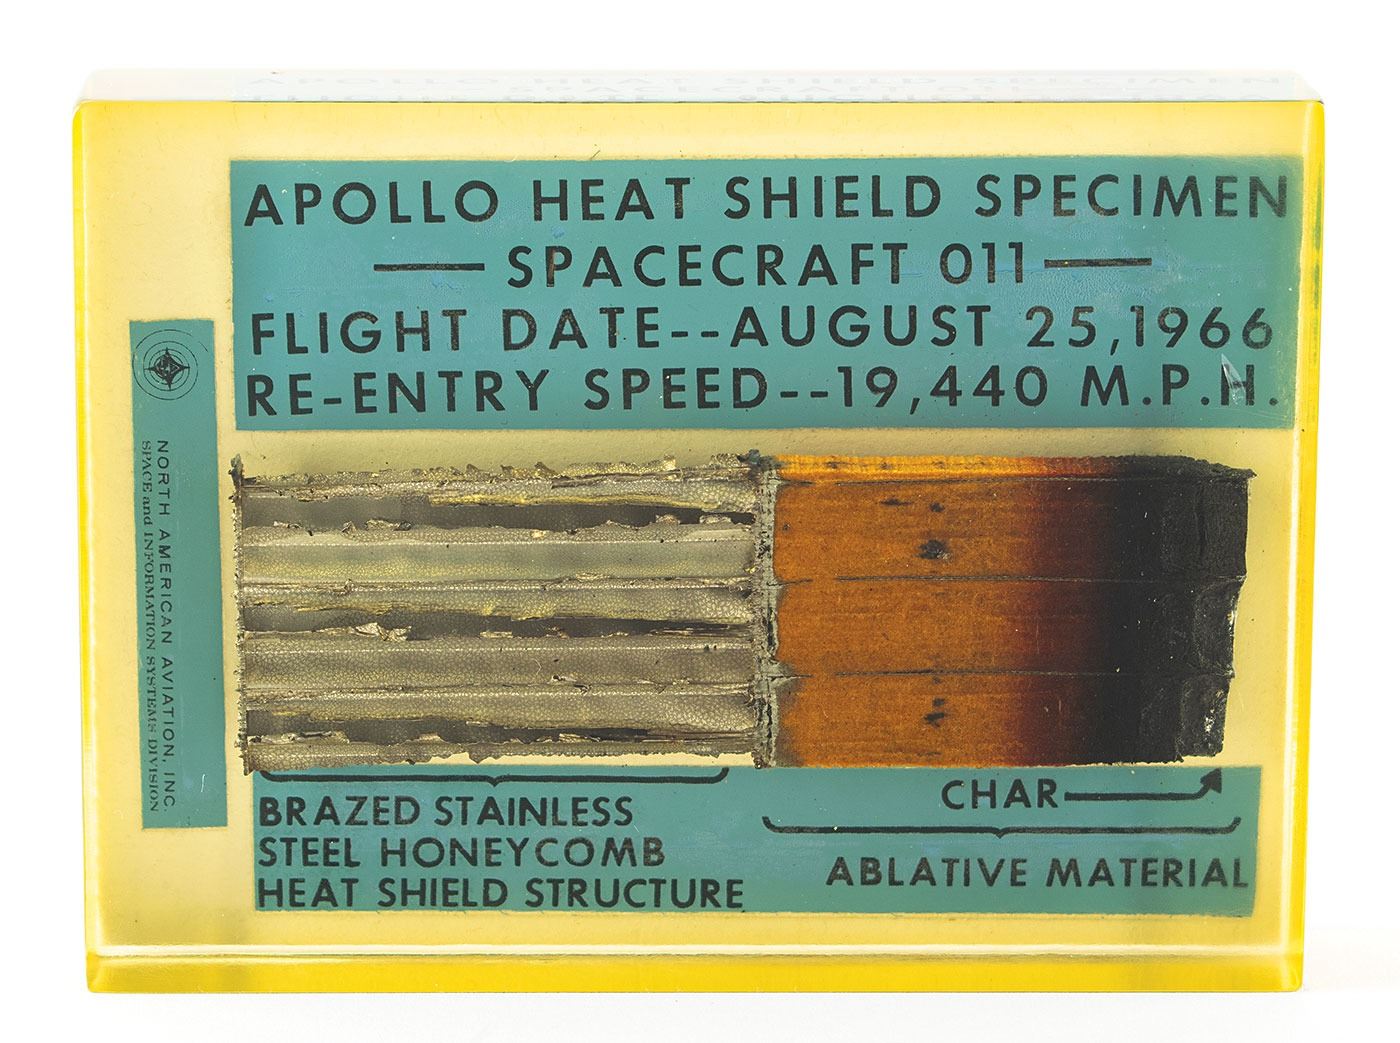 APOLLO HEAT SHIELD SPECIMEN
SPACECRAFT 011
FLIGHT DATE--AUGUST 25,1966
RE-ENTRY SPEED--19,440 M.P.H.
NORTH AMERICAN AVIATION, INC.
SPACE and INFORMATION SYSTEMS DIVISION
BRAZED STAINLESS
STEEL HONEYCOMB
HEAT SHIELD STRUCTURE
CHAR
ABLATIVE MATERIAL